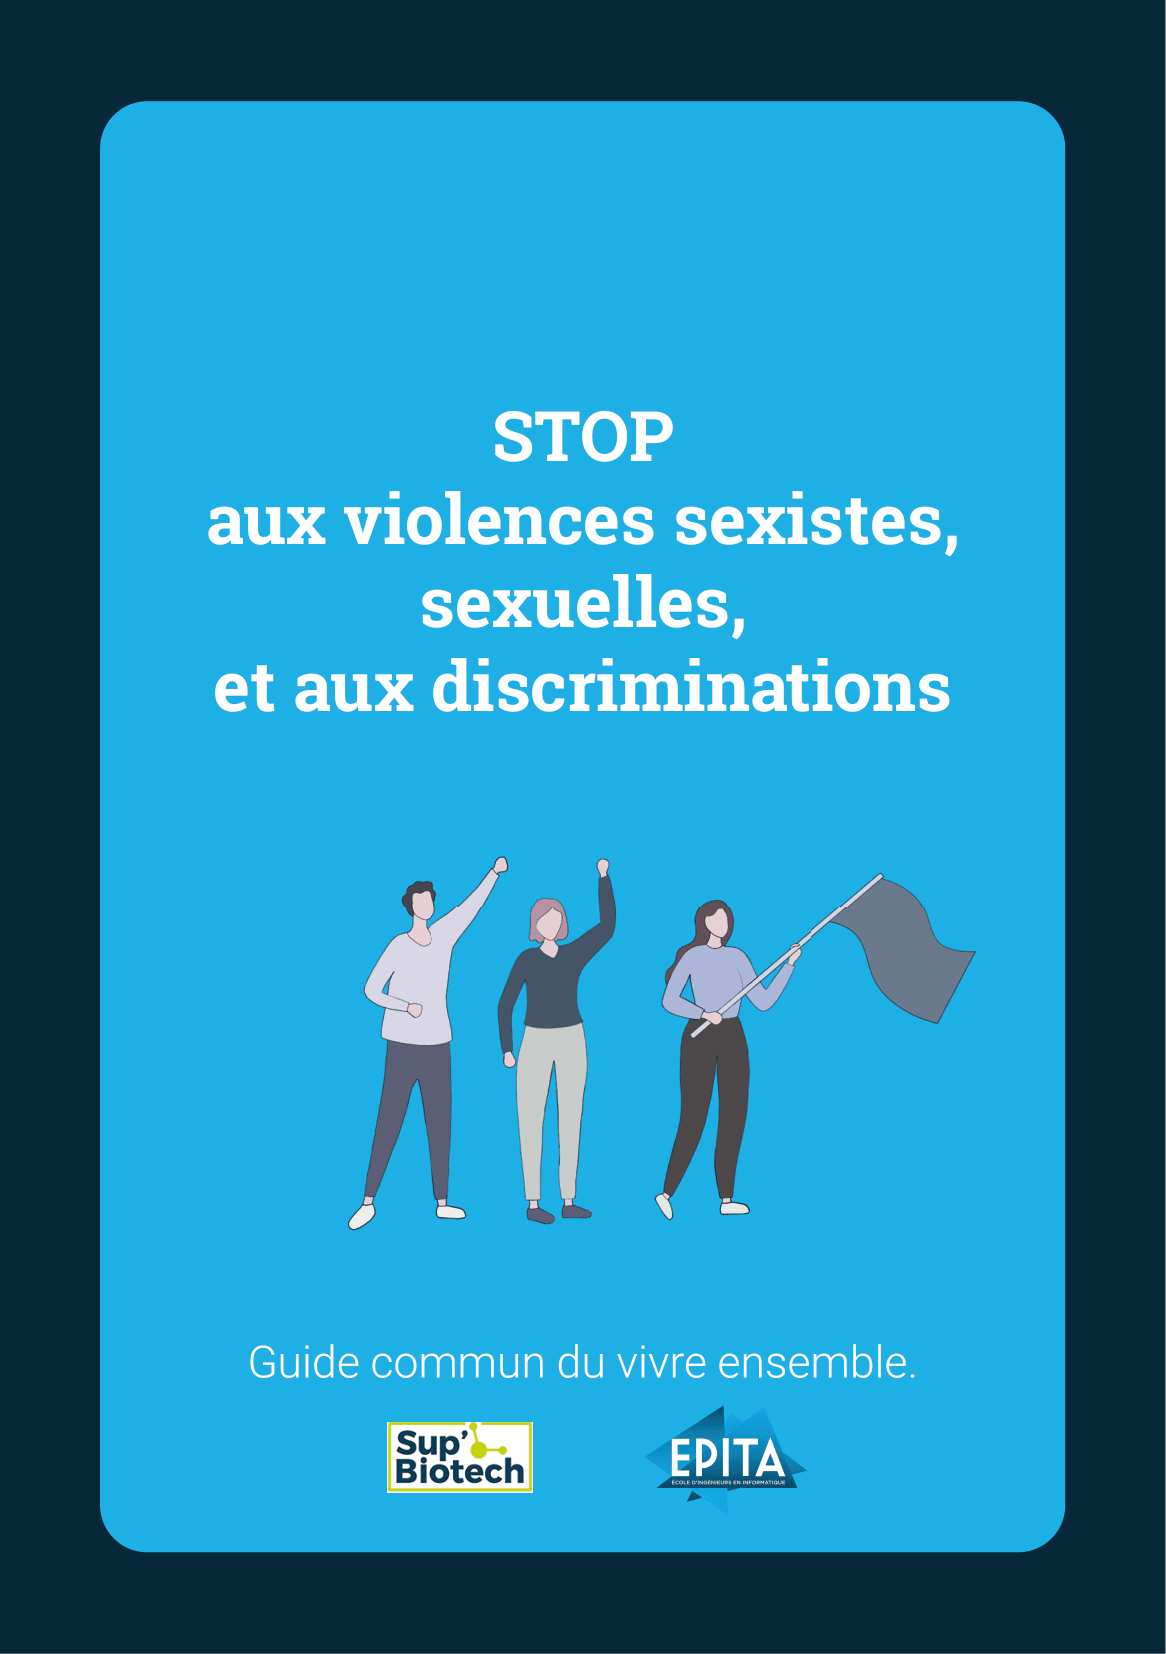 STOP
aux violences sexistes,
sexuelles,
et aux discriminations
Guide commun du vivre ensemble.
Sup'
Biotech
EPITA
ÉCOLE D'INGÉNIEURS EN INFORMATIQUE